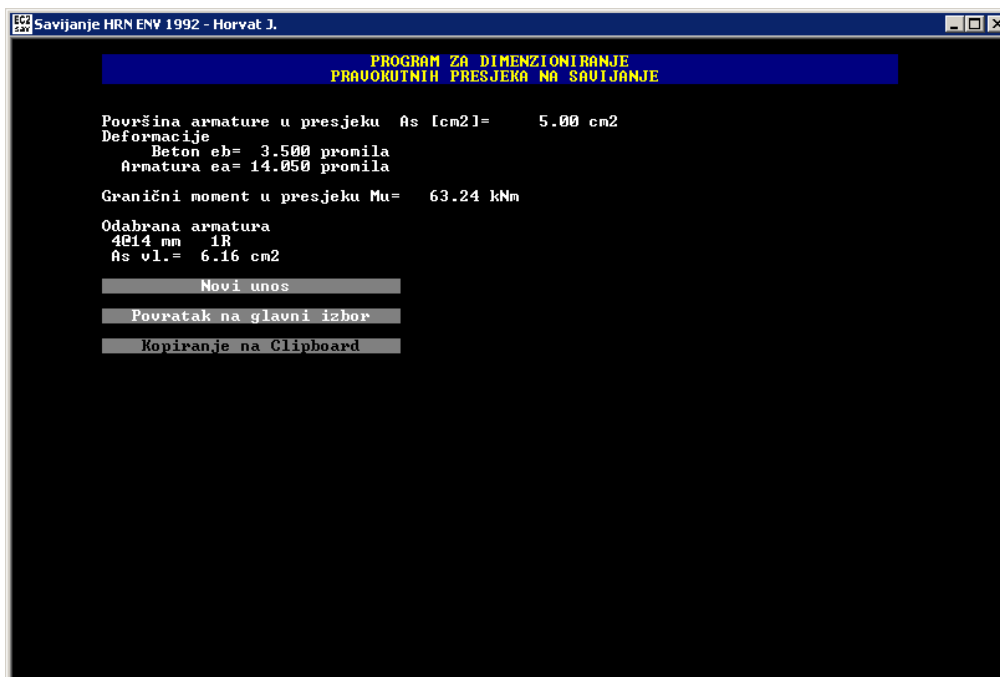 EC2 sav Savijanje HRN ENV 1992 - Horvat J.
PROGRAM ZA DIMENZIONIRANJE
PRAVOKUTNIH PRESJEKA NA SAVIJANJE
Površina armature u presjeku As [cm2]= 5.00 cm2
Deformacije
Beton eb= 3.500 promila
Armatura ea= 14.050 promila
Granični moment u presjeku Mu= 63.24 kNm
Odabrana armatura
4@14 mm 1R
As vl.= 6.16 cm2
Novi unos
Povratak na glavni izbor
Kopiranje na Clipboard